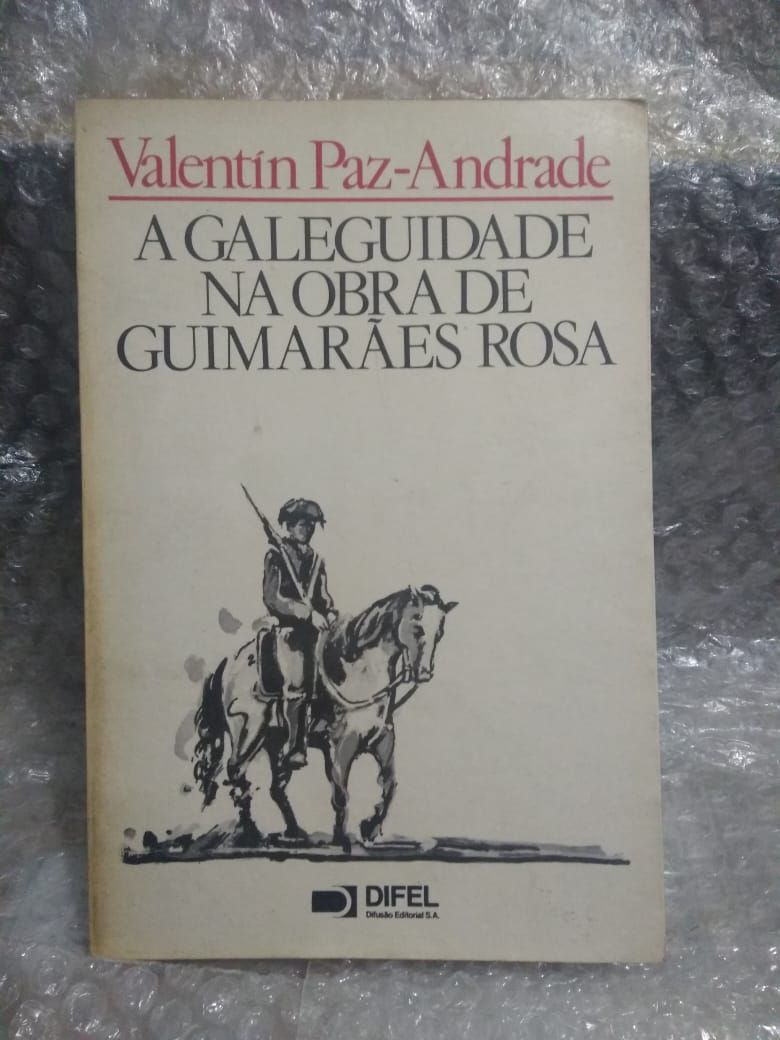 Valentín Paz-Andrade
A GALEGUIDADE
NA OBRA DE
GUIMARÃES ROSA
DIFEL
Difusão Editorial S.A.